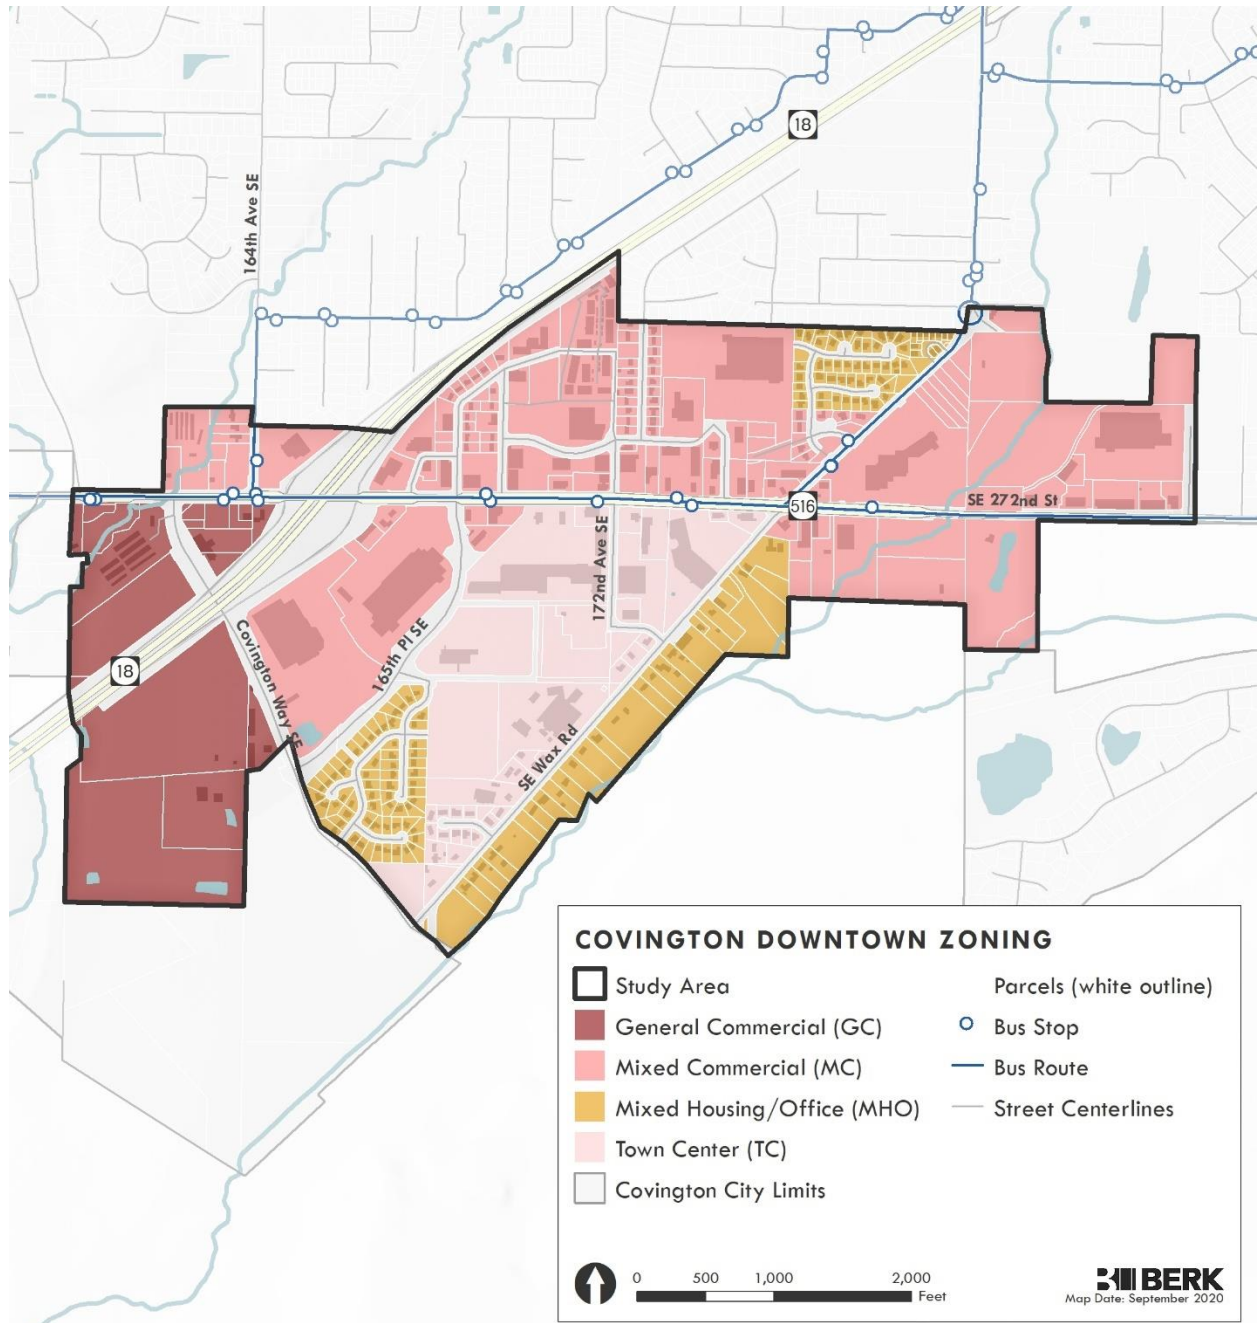 18
164th Ave SE
SE 272nd St
516
172nd Ave SE
165th Pl SE
Covington Way SE
18
SE Wax Rd
COVINGTON DOWNTOWN ZONING
Study Area
General Commercial (GC)
Mixed Commercial (MC)
Mixed Housing/Office (MHO)
Town Center (TC)
Covington City Limits
Parcels (white outline)
Bus Stop
Bus Route
Street Centerlines
0 500 1,000 2,000
Feet
BERK
Map Date: September 2020